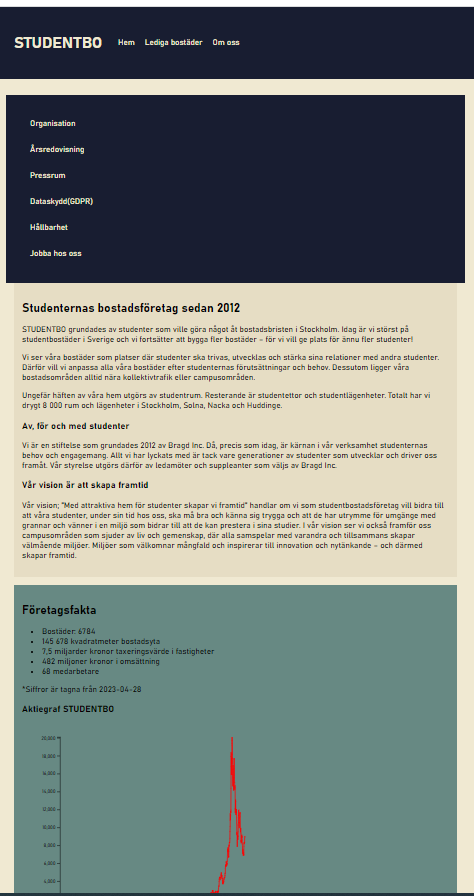 STUDENTBO Hem Lediga bostäder Om oss
Organisation
Årsredovisning
Pressrum
Dataskydd(GDPR)
Hållbarhet
Jobba hos oss
Studenternas bostadsföretag sedan 2012
STUDENTBO grundades av studenter som ville göra något åt bostadsbristen i Stockholm. Idag är vi störst på
studentbostäder i Sverige och vi fortsätter att bygga fler bostäder – för vi vill ge plats för ännu fler studenter!
Vi ser våra bostäder som platser där studenter ska trivas, utvecklas och stärka sina relationer med andra studenter.
Därför vill vi anpassa alla våra bostäder efter studenternas förutsättningar och behov. Dessutom ligger våra
bostadsområden alltid nära kollektivtrafik eller campusområden.
Ungefär häften av våra hem utgörs av studentrum. Resterande är studentettor och studentlägenheter. Totalt har vi
drygt 8 000 rum och lägenheter i Stockholm, Solna, Nacka och Huddinge.
Av, för och med studenter
Vi är en stiftelse som grundades 2012 av Bragd Inc. Då, precis som idag, är kärnan i vår verksamhet studenternas
behov och engagemang. Allt vi har lyckats med är tack vare generationer av studenter som utvecklar och driver oss
framåt. Vår styrelse utgörs därför av ledamöter och suppleanter som väljs av Bragd Inc.
Vår vision är att skapa framtid
Vår vision; "Med attraktiva hem för studenter skapar vi framtid" handlar om vi som studentbostadsföretag vill bidra till
att våra studenter, under sin tid hos oss, ska må bra och känna sig trygga och att de har utrymme för umgänge med
grannar och vänner i en miljö som bidrar till att de kan prestera i sina studier. I vår vision ser vi också framför oss
campusområden som sjuder av liv och gemenskap, där alla samspelar med varandra och tillsammans skapar
välmående miljöer. Miljöer som välkomnar mångfald och inspirerar till innovation och nytänkande – och därmed
skapar framtid.
Företagsfakta
• Bostäder: 6784
• 145 678 kvadratmeter bostadsyta
• 7,5 miljarder kronor taxeringsvärde i fastigheter
• 482 miljoner kronor i omsättning
• 68 medarbetare
*Siffror är tagna från 2023-04-28
Aktiegraf STUDENTBO
20,000
18,000
16,000
14,000
12,000
10,000
8,000
6,000
4,000